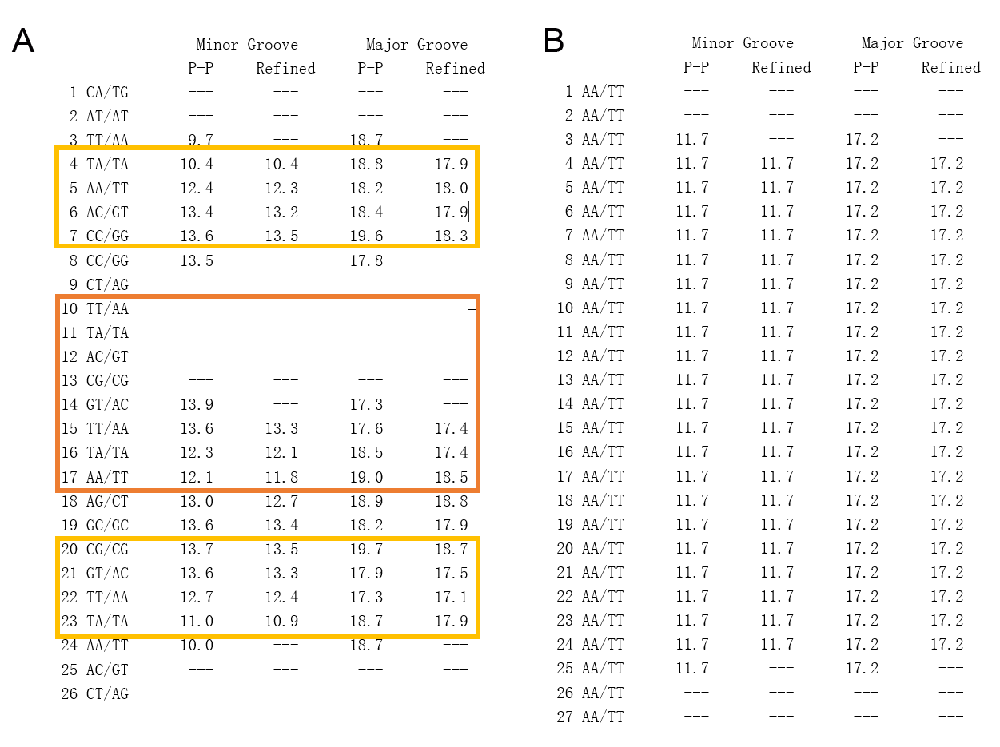 A
Minor Groove Major Groove
P-P Refined P-P Refined
1 CA/TG --- --- --- ---
2 AT/AT --- --- --- ---
3 TT/AA 9.7 --- 18.7 ---
4 TA/TA 10.4 10.4 18.8 17.9
5 AA/TT 12.4 12.3 18.2 18.0
6 AC/GT 13.4 13.2 18.4 17.9
7 CC/GG 13.6 13.5 19.6 18.3
8 CC/GG 13.5 --- 17.8 ---
9 CT/AG --- --- --- ---
10 TT/AA --- --- --- ---
11 TA/TA --- --- --- ---
12 AC/GT --- --- --- ---
13 CG/CG --- --- --- ---
14 GT/AC 13.9 --- 17.3 ---
15 TT/AA 13.6 13.3 17.6 17.4
16 TA/TA 12.3 12.1 18.5 17.4
17 AA/TT 12.1 11.8 19.0 18.5
18 AG/CT 13.0 12.7 18.9 18.8
19 GC/GC 13.6 13.4 18.2 17.9
20 CG/CG 13.7 13.5 19.7 18.7
21 GT/AC 13.6 13.3 17.9 17.5
22 TT/AA 12.7 12.4 17.3 17.1
23 TA/TA 11.0 10.9 18.7 17.9
24 AA/TT 10.0 --- 18.7 ---
25 AC/GT --- --- --- ---
26 CT/AG --- --- --- ---
B
Minor Groove Major Groove
P-P Refined P-P Refined
1 AA/TT --- --- --- ---
2 AA/TT --- --- --- ---
3 AA/TT 11.7 --- 17.2 ---
4 AA/TT 11.7 11.7 17.2 17.2
5 AA/TT 11.7 11.7 17.2 17.2
6 AA/TT 11.7 11.7 17.2 17.2
7 AA/TT 11.7 11.7 17.2 17.2
8 AA/TT 11.7 11.7 17.2 17.2
9 AA/TT 11.7 11.7 17.2 17.2
10 AA/TT 11.7 11.7 17.2 17.2
11 AA/TT 11.7 11.7 17.2 17.2
12 AA/TT 11.7 11.7 17.2 17.2
13 AA/TT 11.7 11.7 17.2 17.2
14 AA/TT 11.7 11.7 17.2 17.2
15 AA/TT 11.7 11.7 17.2 17.2
16 AA/TT 11.7 11.7 17.2 17.2
17 AA/TT 11.7 11.7 17.2 17.2
18 AA/TT 11.7 11.7 17.2 17.2
19 AA/TT 11.7 11.7 17.2 17.2
20 AA/TT 11.7 11.7 17.2 17.2
21 AA/TT 11.7 11.7 17.2 17.2
22 AA/TT 11.7 11.7 17.2 17.2
23 AA/TT 11.7 11.7 17.2 17.2
24 AA/TT 11.7 11.7 17.2 17.2
25 AA/TT 11.7 --- 17.2 ---
26 AA/TT --- --- --- ---
27 AA/TT --- --- --- ---